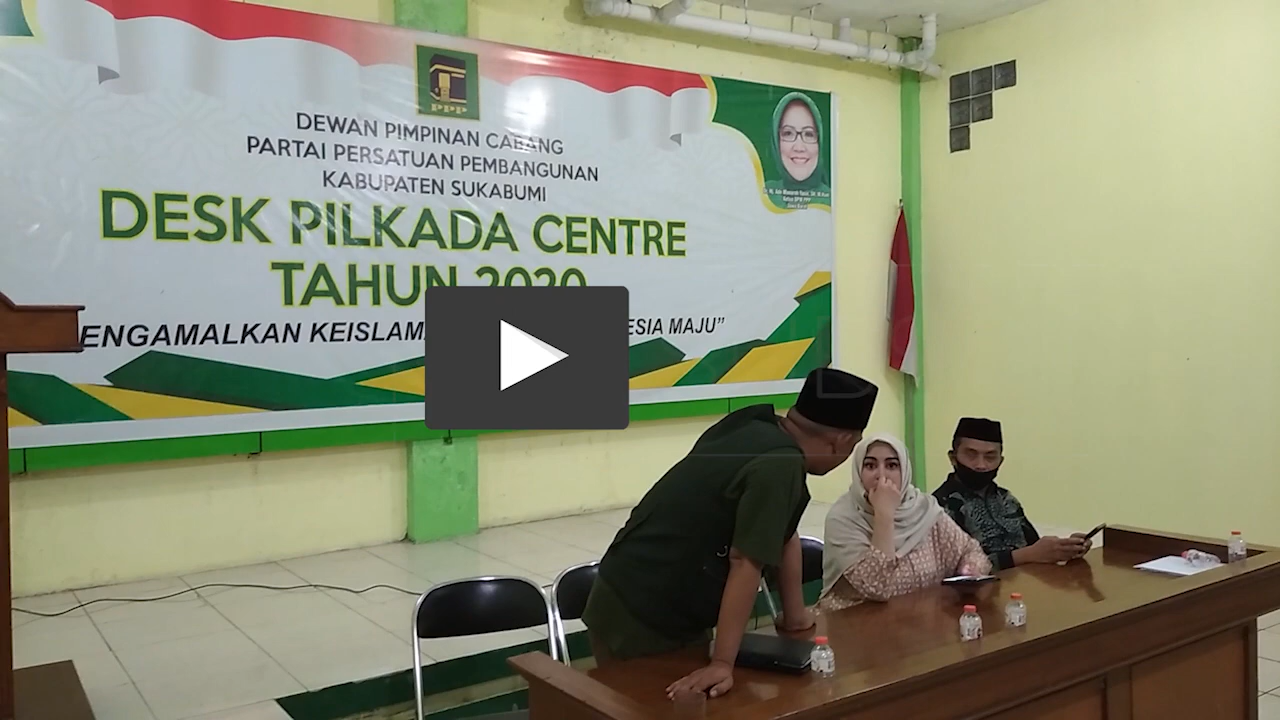 PPP
DEWAN PIMPINAN CABANG
PARTAI PERSATUAN PEMBANGUNAN
KABUPATEN SUKABUMI
DESK PILKADA CENTRE
TAHUN 2020
ENGAMALKAN KEISLAM ESIA MAJU”